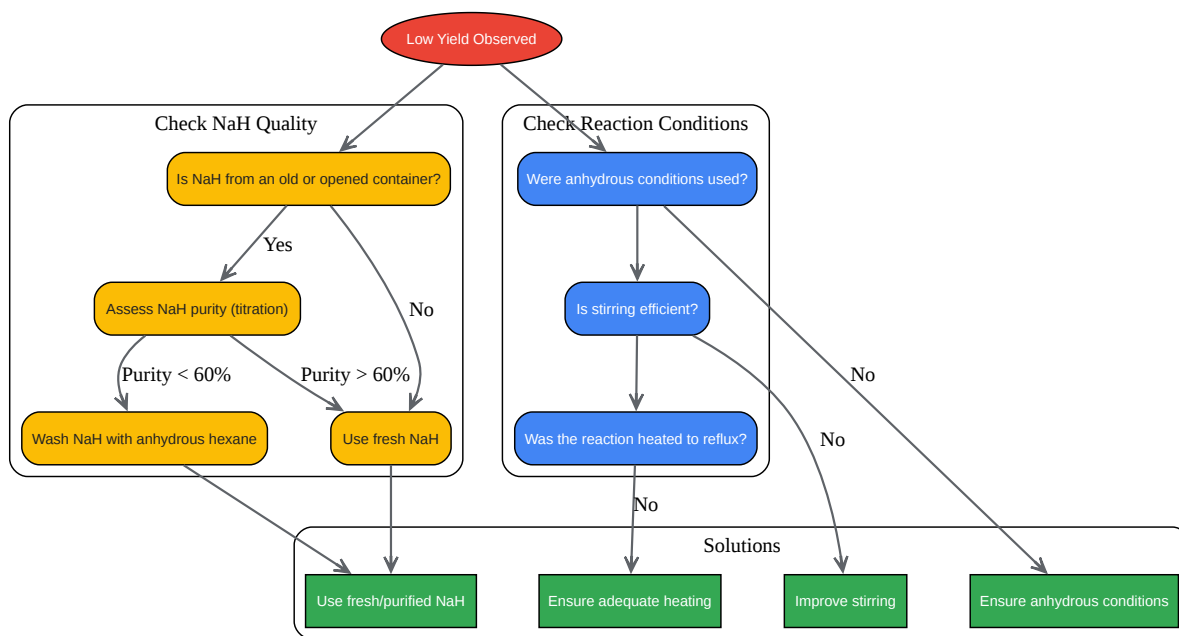 Low Yield Observed
Check NaH Quality
Check Reaction Conditions
Is NaH from an old or opened container?
Were anhydrous conditions used?
Yes
Assess NaH purity (titration)
No
Is stirring efficient?
Purity < 60%
Purity > 60%
No
Wash NaH with anhydrous hexane
Use fresh NaH
Was the reaction heated to reflux?
No
No
Solutions
Use fresh/purified NaH
Ensure adequate heating
Improve stirring
Ensure anhydrous conditions